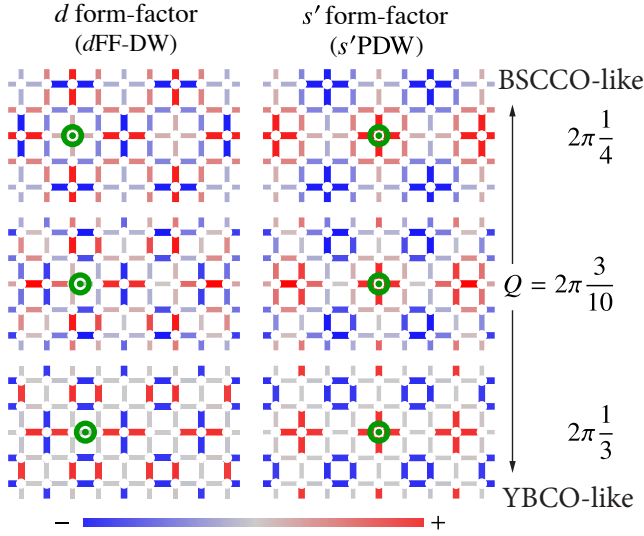 d form-factor
(dFF-DW)
s′ form-factor
(s′PDW)
BSCCO-like
2π 1/4
Q = 2π 3/10
2π 1/3
YBCO-like
− +